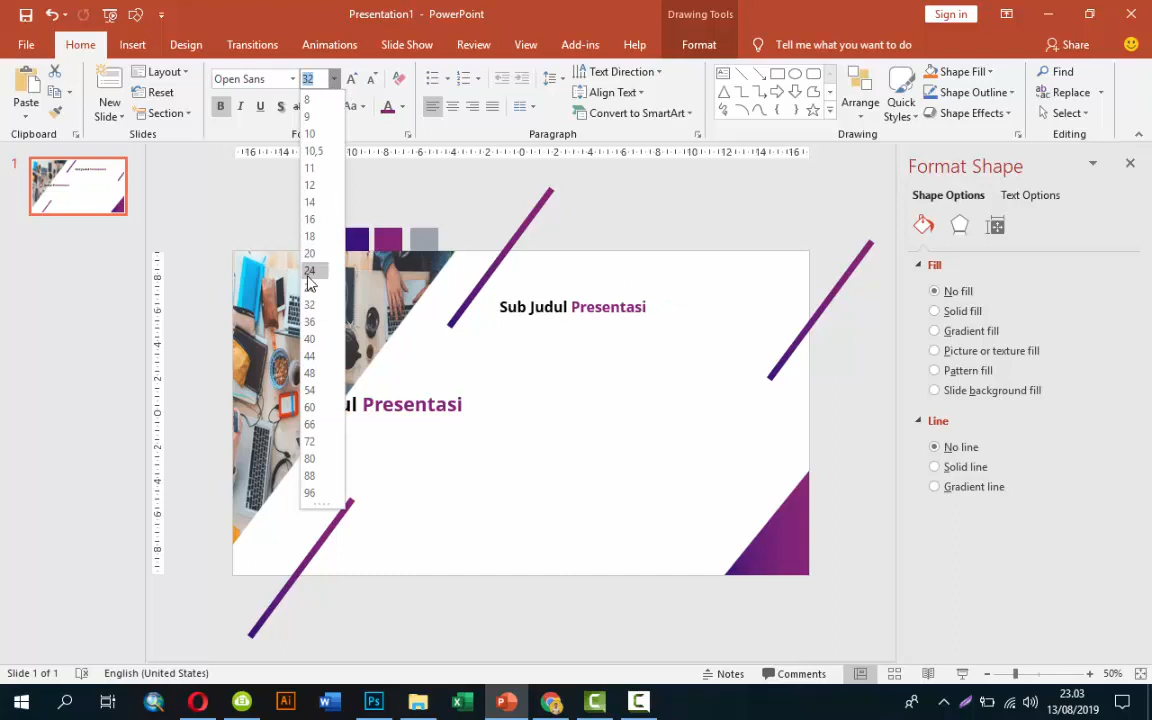 Presentation1 - PowerPoint
Drawing Tools
Sign in
File
Home
Insert
Design
Transitions
Animations
Slide Show
Review
View
Add-ins
Help
Format
Tell me what you want to do
Share
Paste
Clipboard
New
Slide
Layout
Reset
Section
Slides
Open Sans
32
B
I
U
S
Aa
A
Text Direction
Align Text
Convert to SmartArt
Paragraph
Arrange
Quick
Styles
Shape Fill
Shape Outline
Shape Effects
Drawing
Find
Replace
Select
Editing
8
9
10
10,5
11
12
14
16
18
20
24
32
36
40
44
48
54
60
66
72
80
88
96
1
Sub Judul Presentasi
ul Presentasi
Format Shape
Shape Options
Text Options
Fill
No fill
Solid fill
Gradient fill
Picture or texture fill
Pattern fill
Slide background fill
Line
No line
Solid line
Gradient line
Slide 1 of 1
English (United States)
Notes
Comments
50%
23.03
13/08/2019